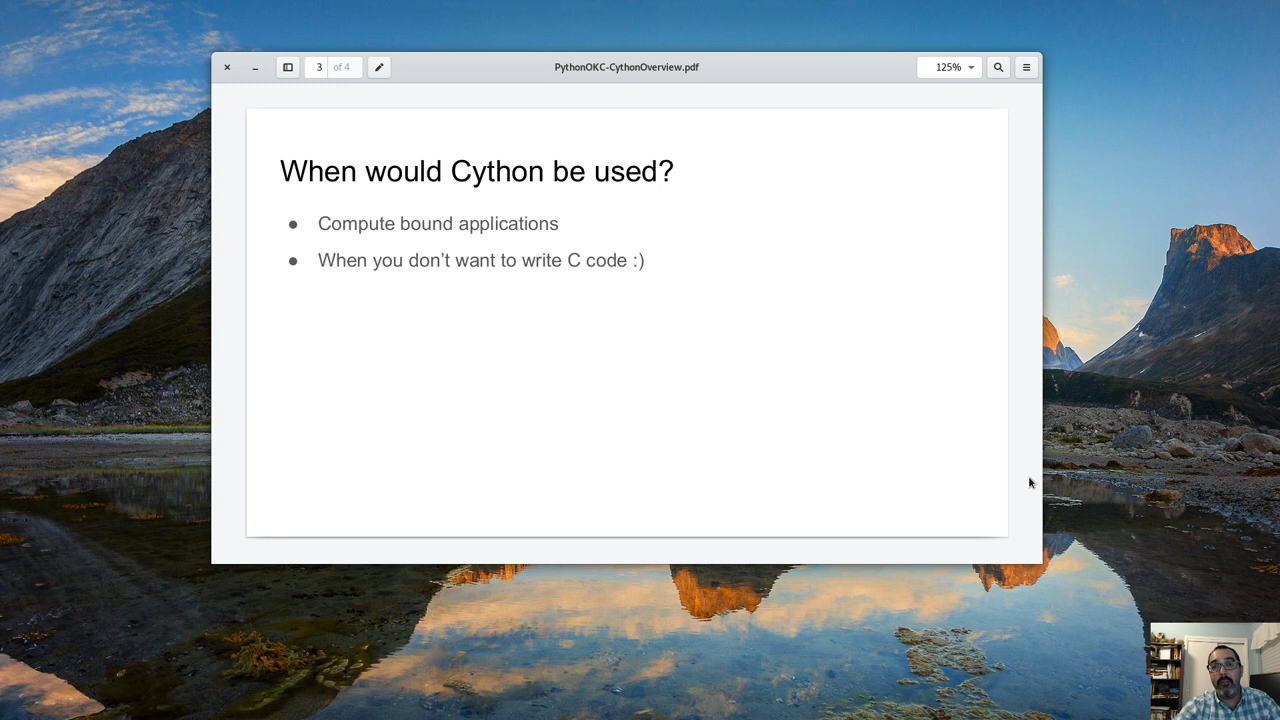 3 of 4
PythonOKC-CythonOverview.pdf
125%
When would Cython be used?
● Compute bound applications
● When you don’t want to write C code :)